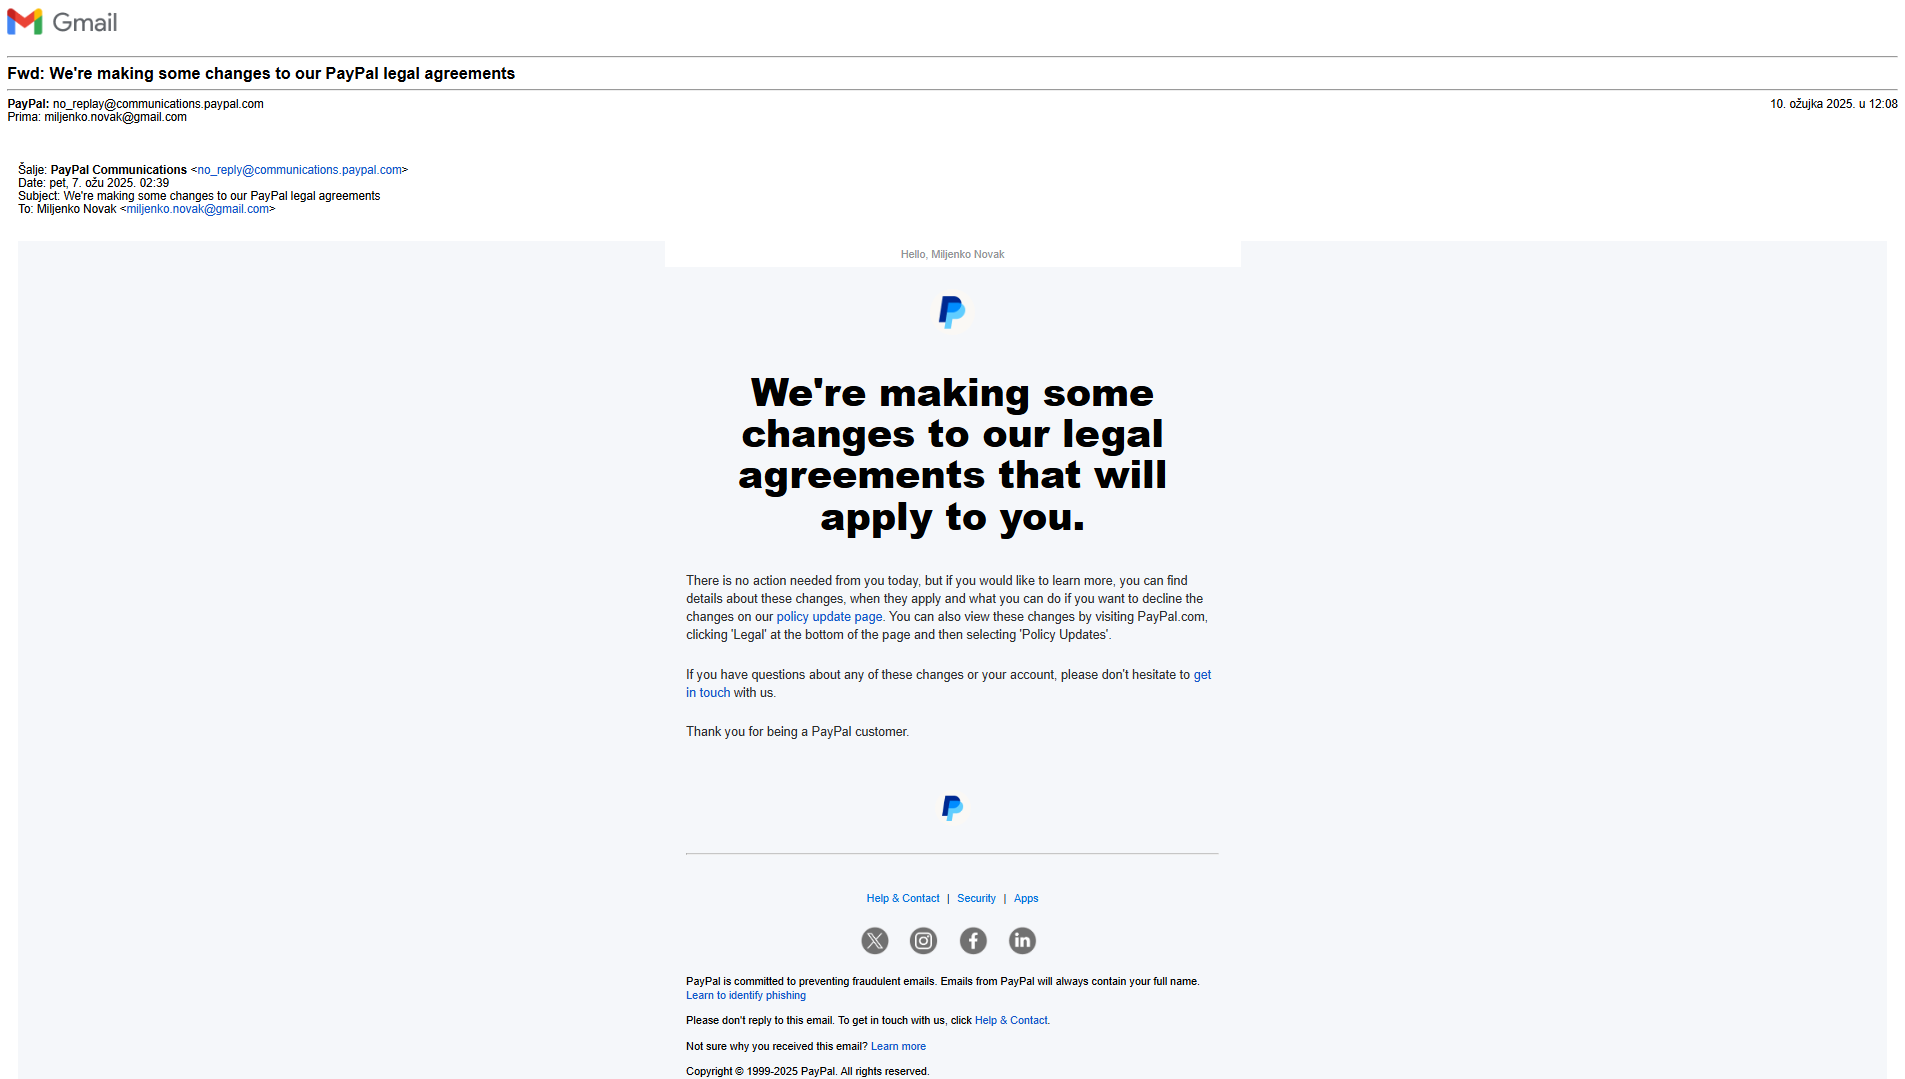 Gmail
Fwd: We're making some changes to our PayPal legal agreements
PayPal: no_replay@communications.paypal.com
10. ožujka 2025. u 12:08
Prima: miljenko.novak@gmail.com
Šalje: PayPal Communications <no_reply@communications.paypal.com>
Date: pet, 7. ožu 2025. 02:39
Subject: We're making some changes to our PayPal legal agreements
To: Miljenko Novak <miljenko.novak@gmail.com>
Hello, Miljenko Novak
We're making some
changes to our legal
agreements that will
apply to you.
There is no action needed from you today, but if you would like to learn more, you can find
details about these changes, when they apply and what you can do if you want to decline the
changes on our policy update page. You can also view these changes by visiting PayPal.com,
clicking 'Legal' at the bottom of the page and then selecting 'Policy Updates'.
If you have questions about any of these changes or your account, please don't hesitate to get
in touch with us.
Thank you for being a PayPal customer.
Help & Contact | Security | Apps
PayPal is committed to preventing fraudulent emails. Emails from PayPal will always contain your full name.
Learn to identify phishing
Please don't reply to this email. To get in touch with us, click Help & Contact.
Not sure why you received this email? Learn more
Copyright © 1999-2025 PayPal. All rights reserved.